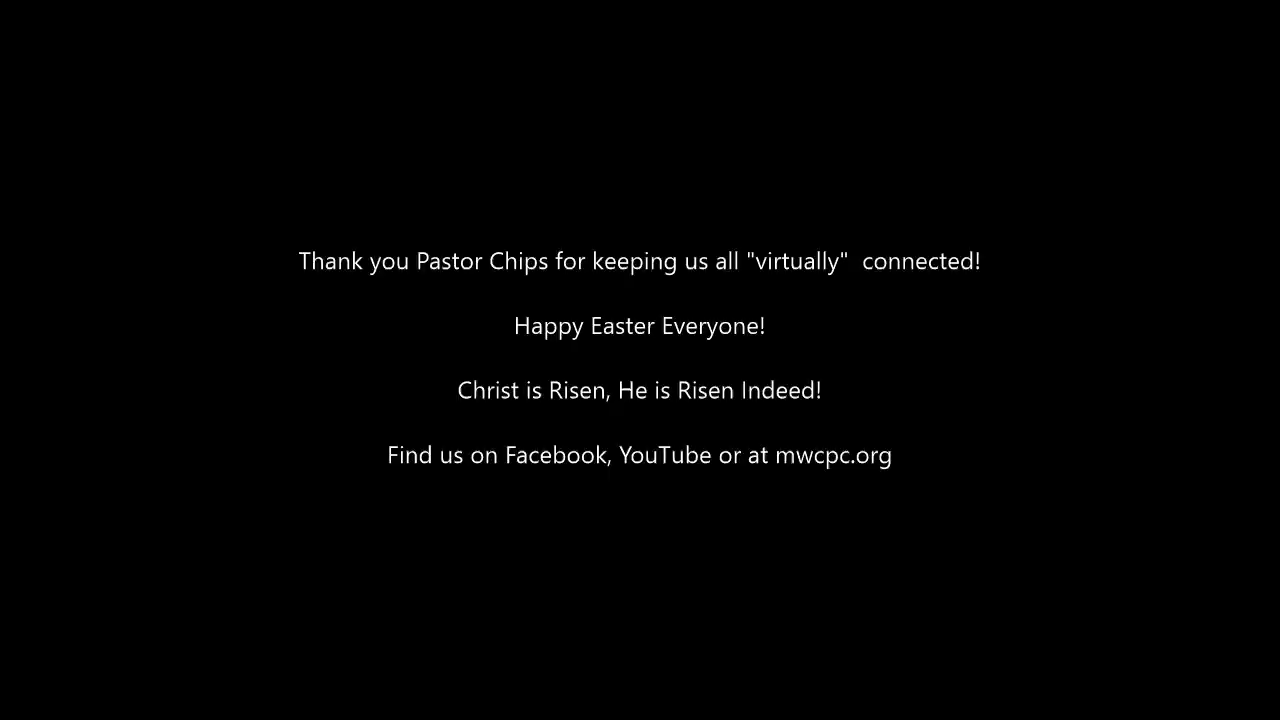 Thank you Pastor Chips for keeping us all "virtually"  connected!
Happy Easter Everyone!
Christ is Risen, He is Risen Indeed!
Find us on Facebook, YouTube or at mwcpc.org